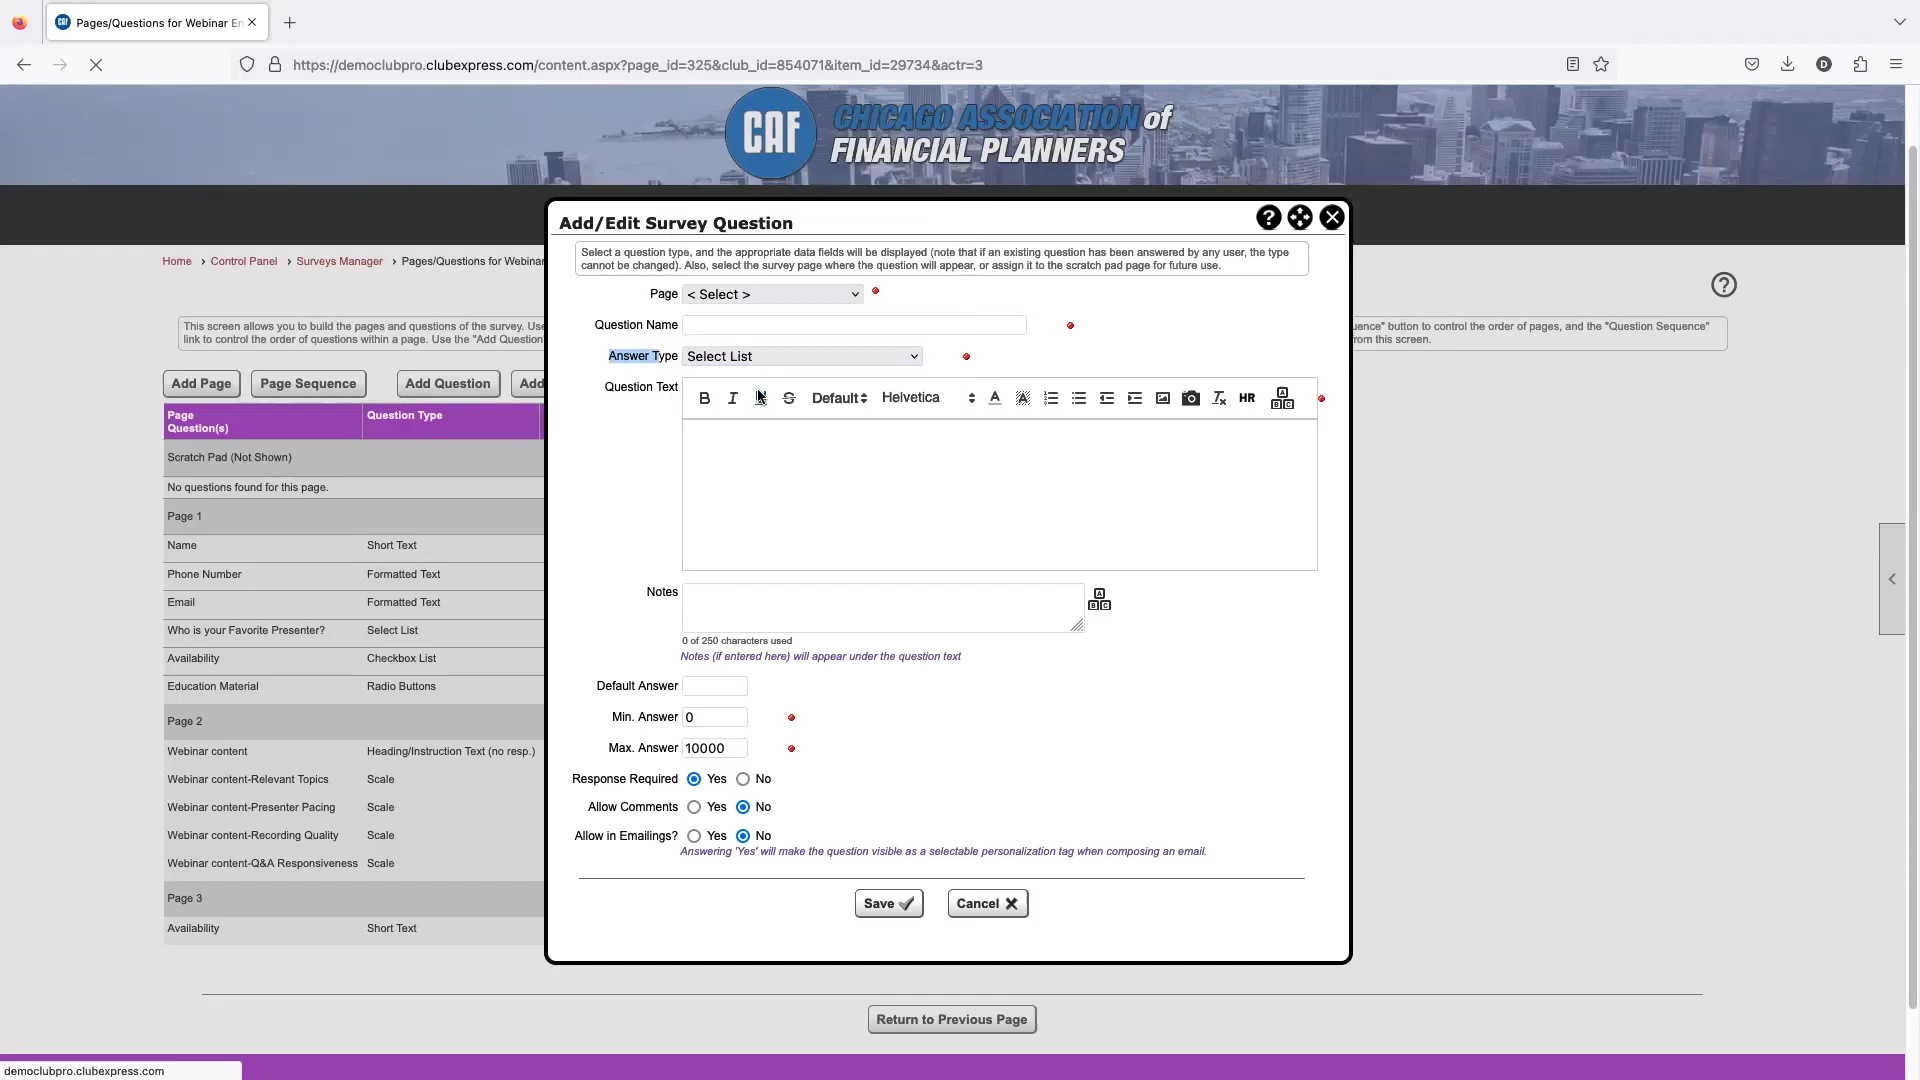 Pages/Questions for Webinar En
https://democlubpro.clubexpress.com/content.aspx?page_id=325&club_id=854071&item_id=29734&actr=3
D
CAF
CHICAGO ASSOCIATION of
FINANCIAL PLANNERS
Home › Control Panel › Surveys Manager › Pages/Questions for Webinar
This screen allows you to build the pages and questions of the survey. Use
link to control the order of questions within a page. Use the "Add Question
uence" button to control the order of pages, and the "Question Sequence"
rom this screen.
Add Page
Page Sequence
Add Question
Add
Page
Question(s)
Question Type
Scratch Pad (Not Shown)
No questions found for this page.
Page 1
Name Short Text
Phone Number Formatted Text
Email Formatted Text
Who is your Favorite Presenter? Select List
Availability Checkbox List
Education Material Radio Buttons
Page 2
Webinar content Heading/Instruction Text (no resp.)
Webinar content-Relevant Topics Scale
Webinar content-Presenter Pacing Scale
Webinar content-Recording Quality Scale
Webinar content-Q&A Responsiveness Scale
Page 3
Availability Short Text
Add/Edit Survey Question
Select a question type, and the appropriate data fields will be displayed (note that if an existing question has been answered by any user, the type
cannot be changed). Also, select the survey page where the question will appear, or assign it to the scratch pad page for future use.
Page < Select >
Question Name
Answer Type Select List
Question Text
B I S Default Helvetica A HR
Notes
0 of 250 characters used
Notes (if entered here) will appear under the question text
Default Answer
Min. Answer 0
Max. Answer 10000
Response Required Yes No
Allow Comments Yes No
Allow in Emailings? Yes No
Answering 'Yes' will make the question visible as a selectable personalization tag when composing an email.
Save
Cancel
Return to Previous Page
democlubpro.clubexpress.com